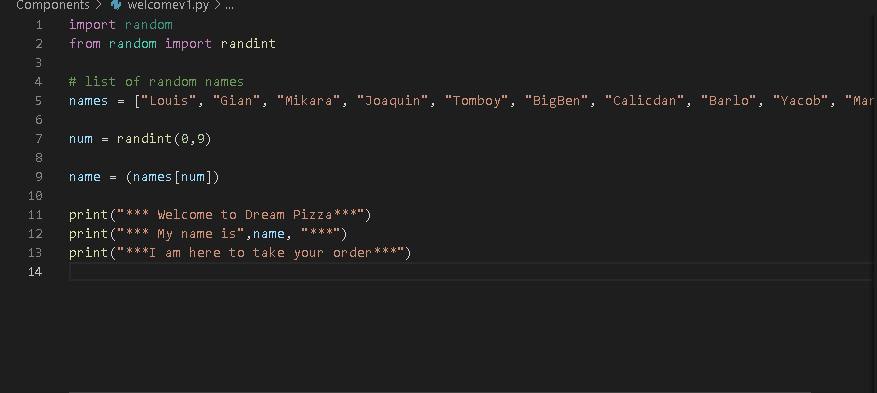 Components > welcomev1.py > ...
1 import random
2 from random import randint
3
4 # list of random names
5 names = ["Louis", "Gian", "Mikara", "Joaquin", "Tomboy", "BigBen", "Calicdan", "Barlo", "Yacob", "Mar
6
7 num = randint(0,9)
8
9 name = (names[num])
10
11 print("*** Welcome to Dream Pizza***")
12 print("*** My name is",name, "***")
13 print("***I am here to take your order***")
14